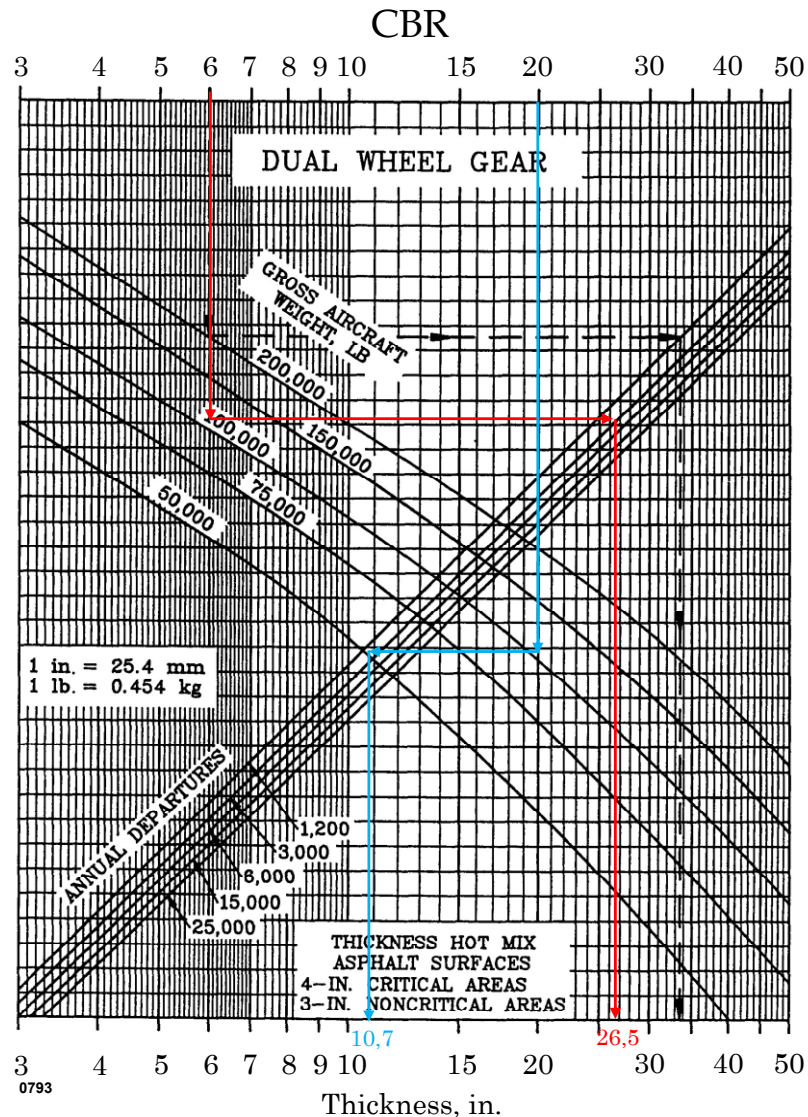 CBR
3 4 5 6 7 8 9 10 15 20 30 40 50
DUAL WHEEL GEAR
GROSS AIRCRAFT
WEIGHT, LB
200,000
150,000
100,000
75,000
50,000
1 in. = 25.4 mm
1 lb. = 0.454 kg
ANNUAL DEPARTURES
1,200
3,000
6,000
15,000
25,000
THICKNESS HOT MIX
ASPHALT SURFACES
4-IN. CRITICAL AREAS
3-IN. NONCRITICAL AREAS
10,7 26,5
3 4 5 6 7 8 9 10 15 20 30 40 50
0793
Thickness, in.